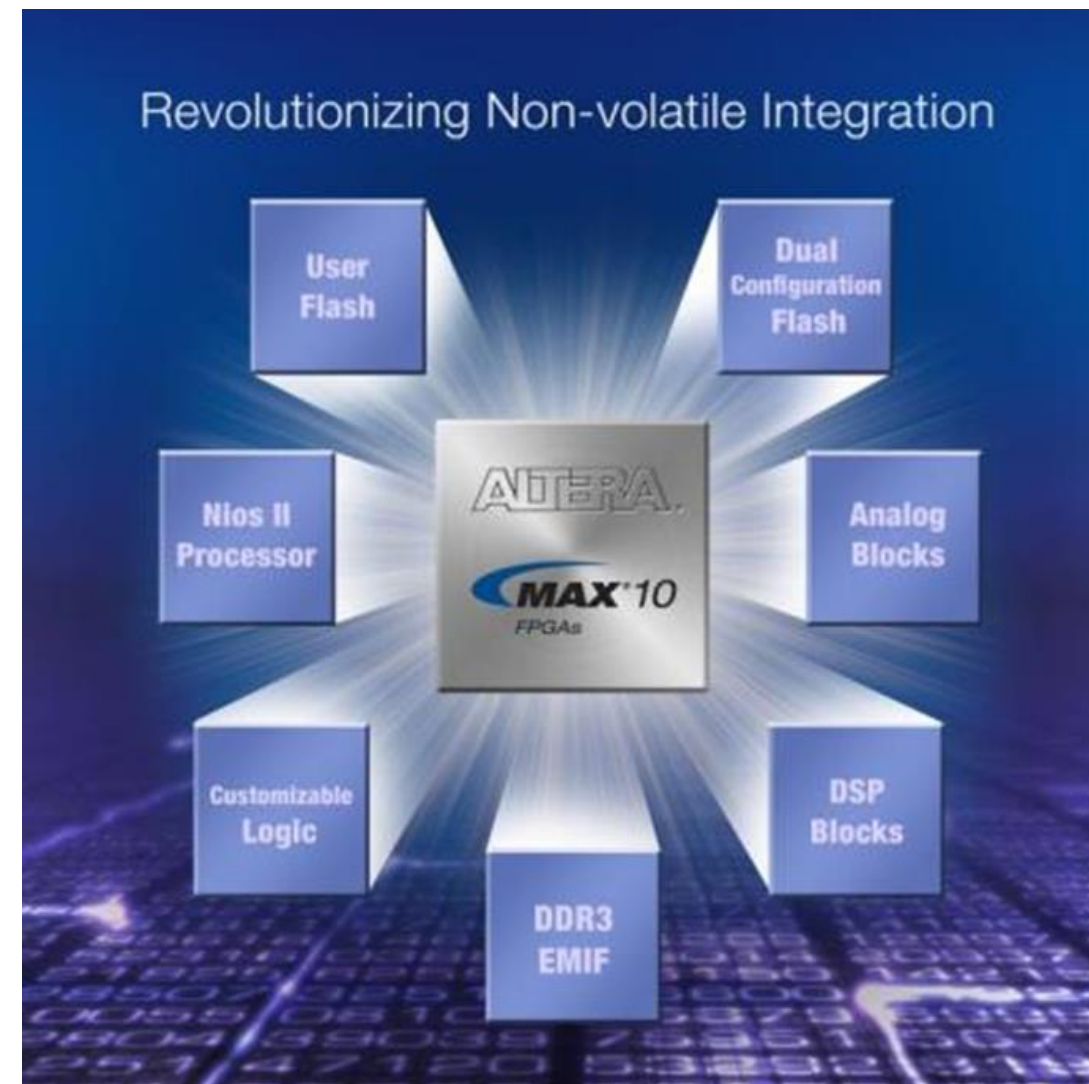 Revolutionizing Non-volatile Integration
User
Flash
Dual
Configuration
Flash
Nios II
Processor
ALTERA®
MAX® 10
FPGAs
Analog
Blocks
Customizable
Logic
DSP
Blocks
DDR3
EMIF